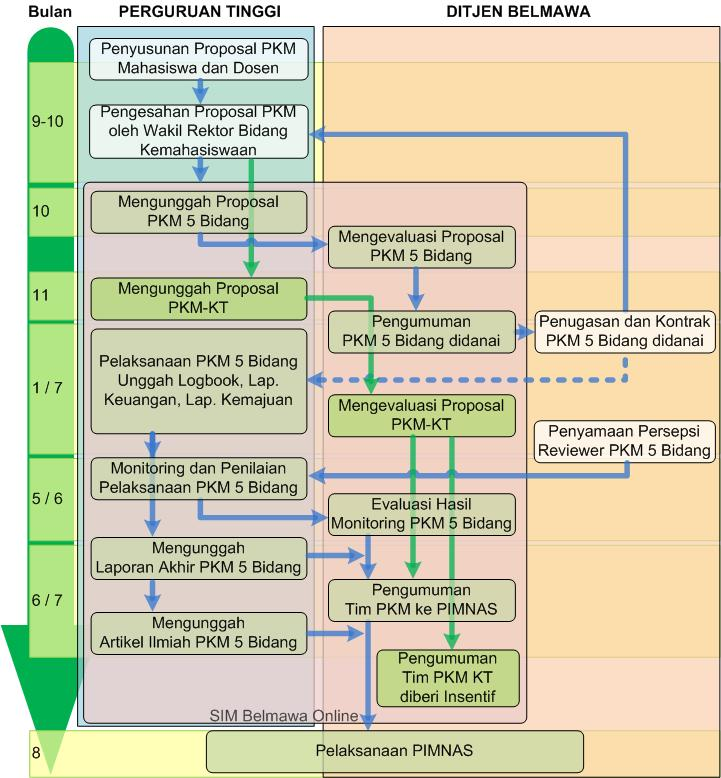 Bulan
PERGURUAN TINGGI
DITJEN BELMAWA
Penyusunan Proposal PKM
Mahasiswa dan Dosen
9-10
Pengesahan Proposal PKM
oleh Wakil Rektor Bidang
Kemahasiswaan
10
Mengunggah Proposal
PKM 5 Bidang
Mengevaluasi Proposal
PKM 5 Bidang
11
Mengunggah Proposal
PKM-KT
Pengumuman
PKM 5 Bidang didanai
Penugasan dan Kontrak
PKM 5 Bidang didanai
1 / 7
Pelaksanaan PKM 5 Bidang
Unggah Logbook, Lap.
Keuangan, Lap. Kemajuan
Mengevaluasi Proposal
PKM-KT
Penyamaan Persepsi
Reviewer PKM 5 Bidang
5 / 6
Monitoring dan Penilaian
Pelaksanaan PKM 5 Bidang
Evaluasi Hasil
Monitoring PKM 5 Bidang
6 / 7
Mengunggah
Laporan Akhir PKM 5 Bidang
Pengumuman
Tim PKM ke PIMNAS
Mengunggah
Artikel Ilmiah PKM 5 Bidang
Pengumuman
Tim PKM KT
diberi Insentif
SIM Belmawa Online
8
Pelaksanaan PIMNAS